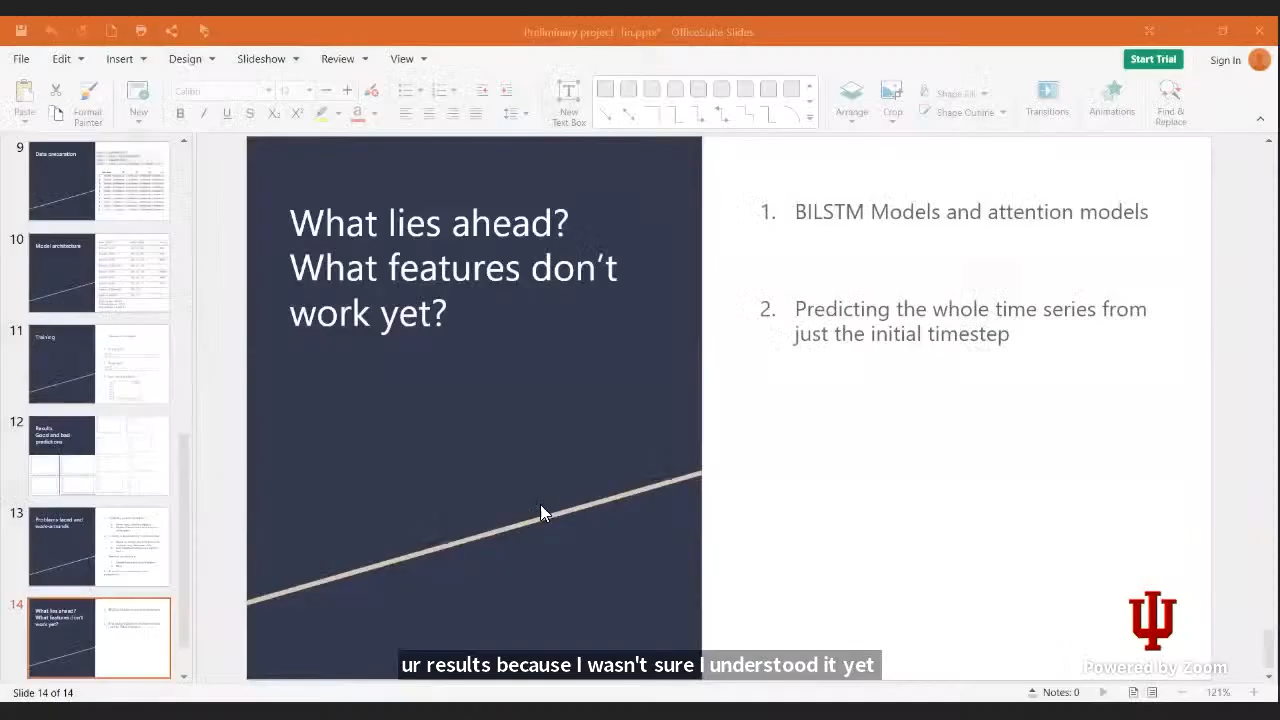 Preliminary project_fin.pptx* - OfficeSuite Slides
File Edit Insert Design Slideshow Review View
Start Trial
Sign In
Paste
Format
Painter
New
Calibri
12
New
Text Box
Arrange
Crop
Shape Fill
Shape Outline
Transitions
Animations
Find &
Replace
9
Data preparation
10
Model architecture
11
Training
12
Results
Good and bad
predictions
13
Problems faced and
work-arounds
14
What lies ahead?
What features don't
work yet?
What lies ahead?
What features don't
work yet?
1. BILSTM Models and attention models
2. Predicting the whole time series from
just the initial timestep
ur results because I wasn't sure I understood it yet
Powered by Zoom
Slide 14 of 14
Notes: 0
121%